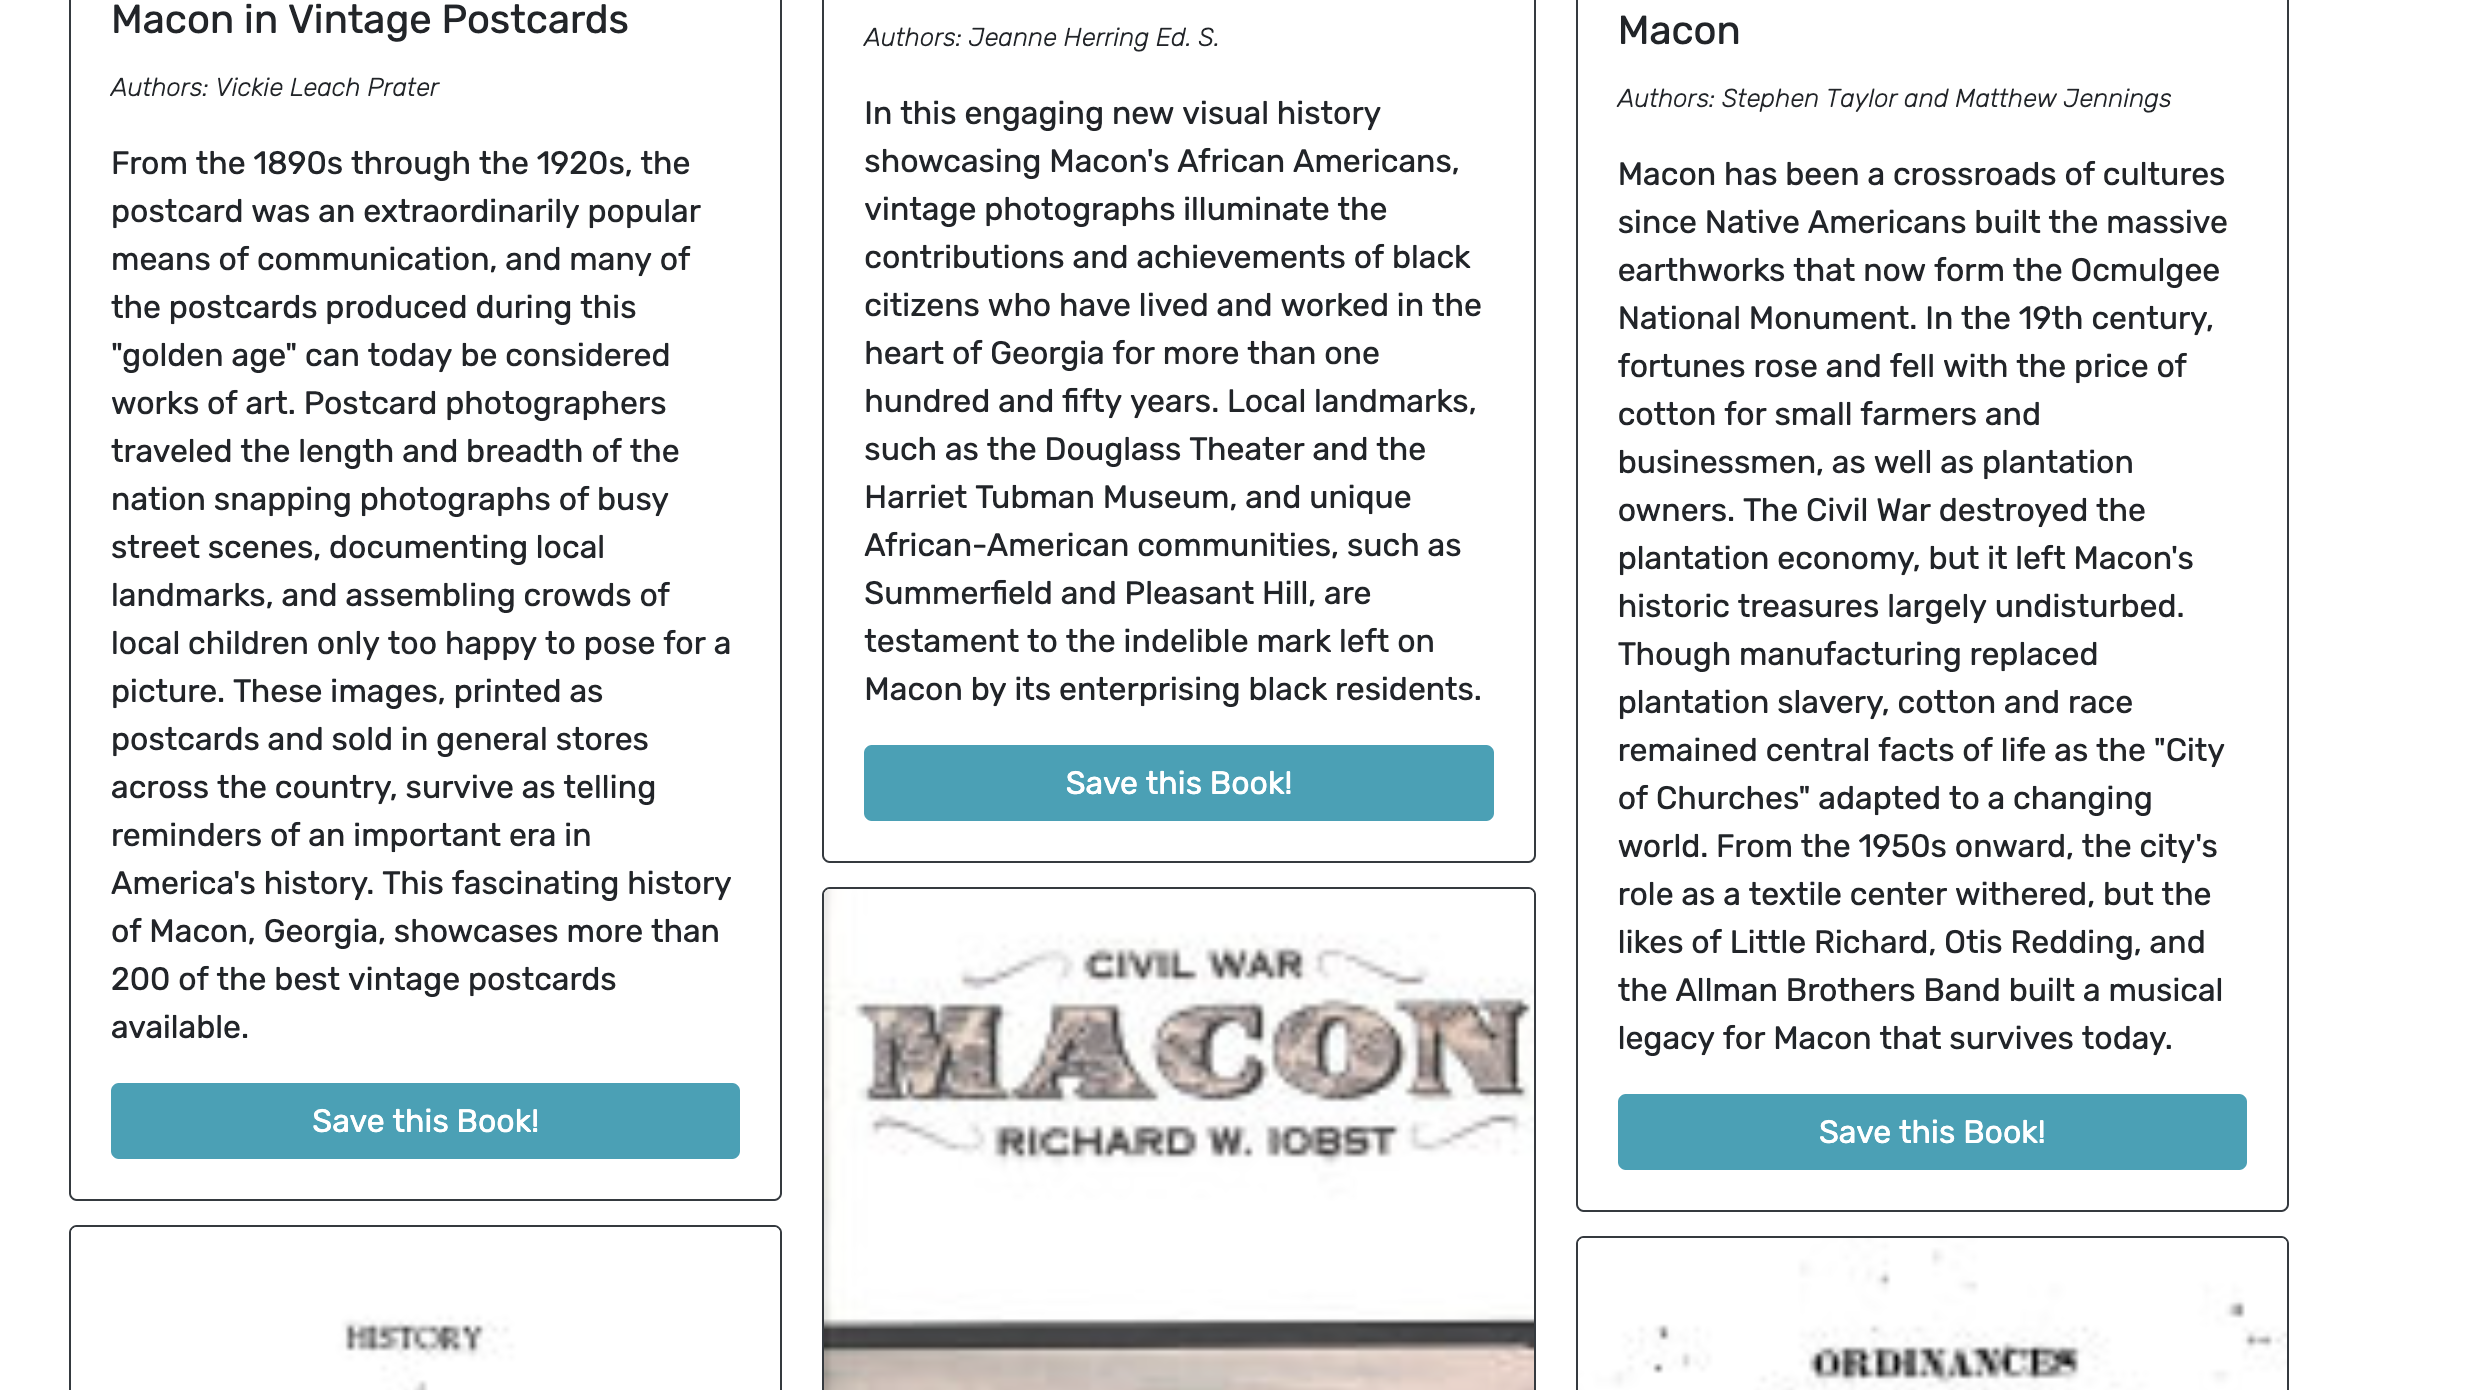 Macon in Vintage Postcards
Authors: Vickie Leach Prater
From the 1890s through the 1920s, the
postcard was an extraordinarily popular
means of communication, and many of
the postcards produced during this
"golden age" can today be considered
works of art. Postcard photographers
traveled the length and breadth of the
nation snapping photographs of busy
street scenes, documenting local
landmarks, and assembling crowds of
local children only too happy to pose for a
picture. These images, printed as
postcards and sold in general stores
across the country, survive as telling
reminders of an important era in
America's history. This fascinating history
of Macon, Georgia, showcases more than
200 of the best vintage postcards
available.
Save this Book!
HISTORY
Authors: Jeanne Herring Ed. S.
In this engaging new visual history
showcasing Macon's African Americans,
vintage photographs illuminate the
contributions and achievements of black
citizens who have lived and worked in the
heart of Georgia for more than one
hundred and fifty years. Local landmarks,
such as the Douglass Theater and the
Harriet Tubman Museum, and unique
African-American communities, such as
Summerfield and Pleasant Hill, are
testament to the indelible mark left on
Macon by its enterprising black residents.
Save this Book!
CIVIL WAR
MACON
RICHARD W. IOBST
Macon
Authors: Stephen Taylor and Matthew Jennings
Macon has been a crossroads of cultures
since Native Americans built the massive
earthworks that now form the Ocmulgee
National Monument. In the 19th century,
fortunes rose and fell with the price of
cotton for small farmers and
businessmen, as well as plantation
owners. The Civil War destroyed the
plantation economy, but it left Macon's
historic treasures largely undisturbed.
Though manufacturing replaced
plantation slavery, cotton and race
remained central facts of life as the "City
of Churches" adapted to a changing
world. From the 1950s onward, the city's
role as a textile center withered, but the
likes of Little Richard, Otis Redding, and
the Allman Brothers Band built a musical
legacy for Macon that survives today.
Save this Book!
ORDINANCES